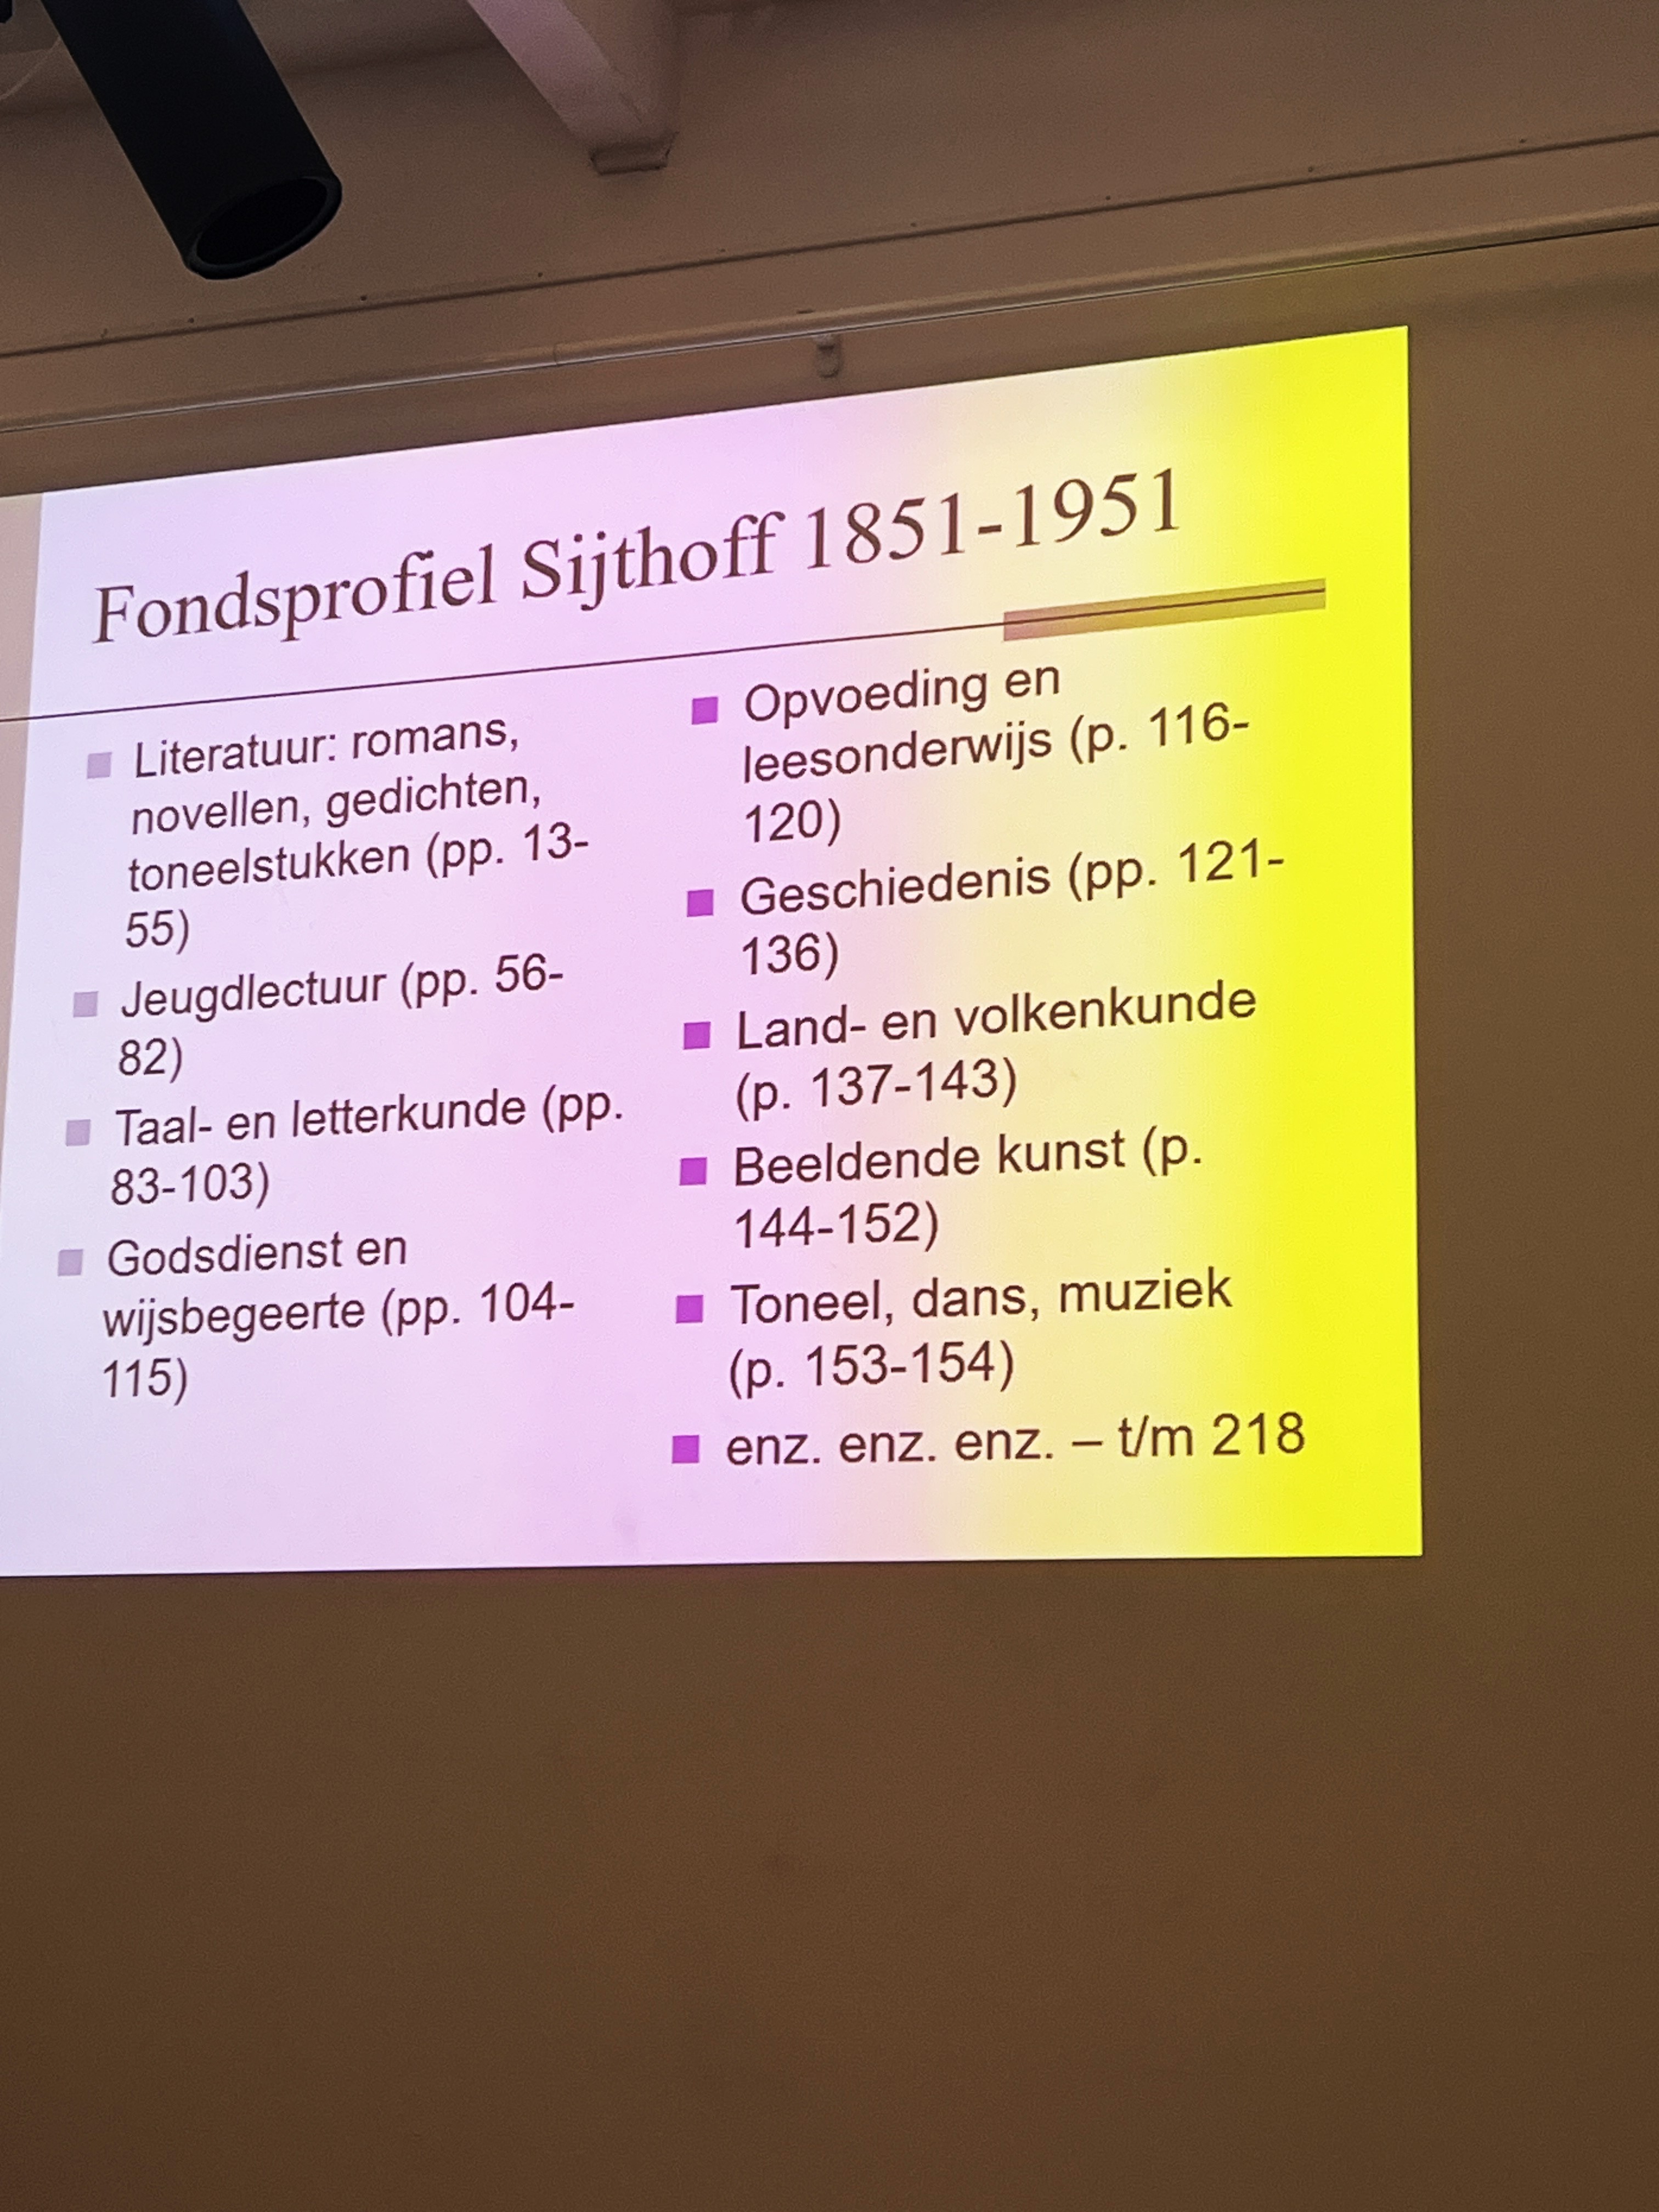 Fondsprofiel Sijthoff 1851-1951
Literatuur: romans,
novellen, gedichten,
toneelstukken (pp. 13-
55)
Jeugdlectuur (pp. 56-
82)
Taal- en letterkunde (pp.
83-103)
Godsdienst en
wijsbegeerte (pp. 104-
115)
Opvoeding en
leesonderwijs (p. 116-
120)
Geschiedenis (pp. 121-
136)
Land- en volkenkunde
(p. 137-143)
Beeldende kunst (p.
144-152)
Toneel, dans, muziek
(p. 153-154)
enz. enz. enz. – t/m 218